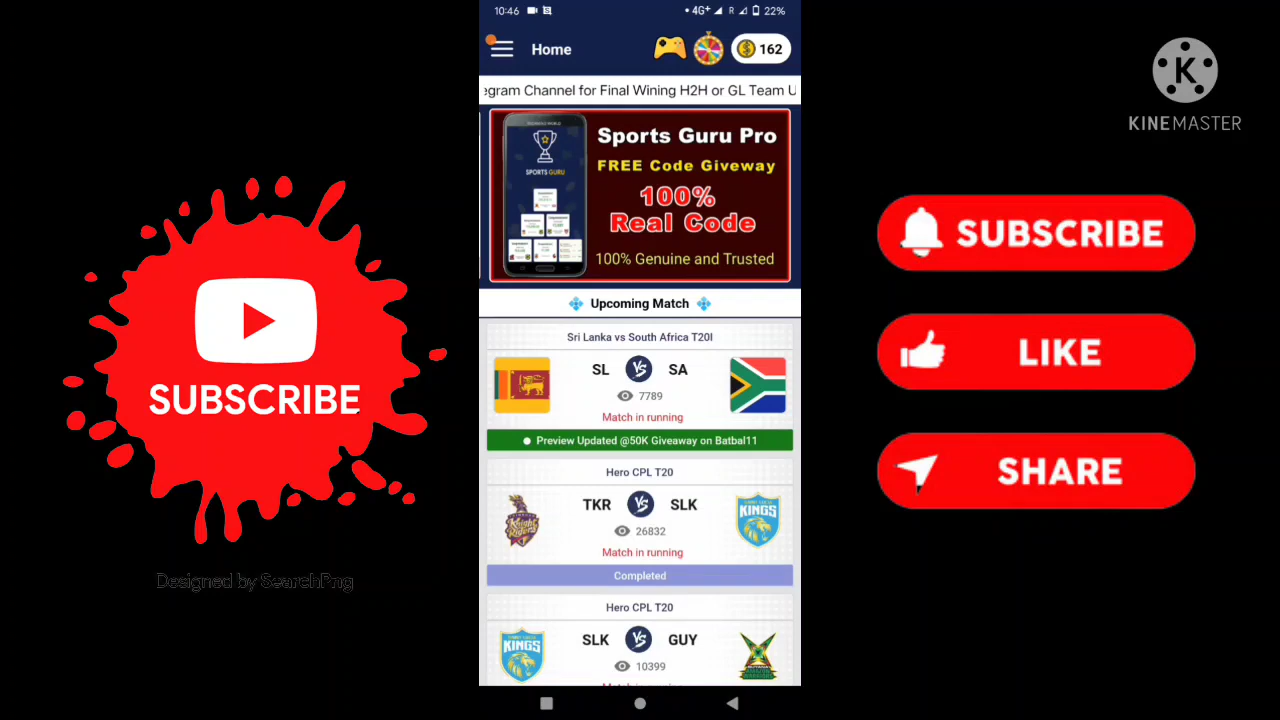 10:46
4G+
R
22%
Home
162
egram Channel for Final Wining H2H or GL Team U
Sports Guru Pro
FREE Code Giveway
100%
Real Code
100% Genuine and Trusted
SPORTS GURU
Upcoming Match
Sri Lanka vs South Africa T20I
SL VS SA
7789
Match in running
Preview Updated @50K Giveaway on Batbal11
Hero CPL T20
TKR VS SLK
26832
Match in running
Completed
Hero CPL T20
SLK VS GUY
10399
SUBSCRIBE
Designed by SearchPng
K
KINEMASTER
SUBSCRIBE
LIKE
SHARE